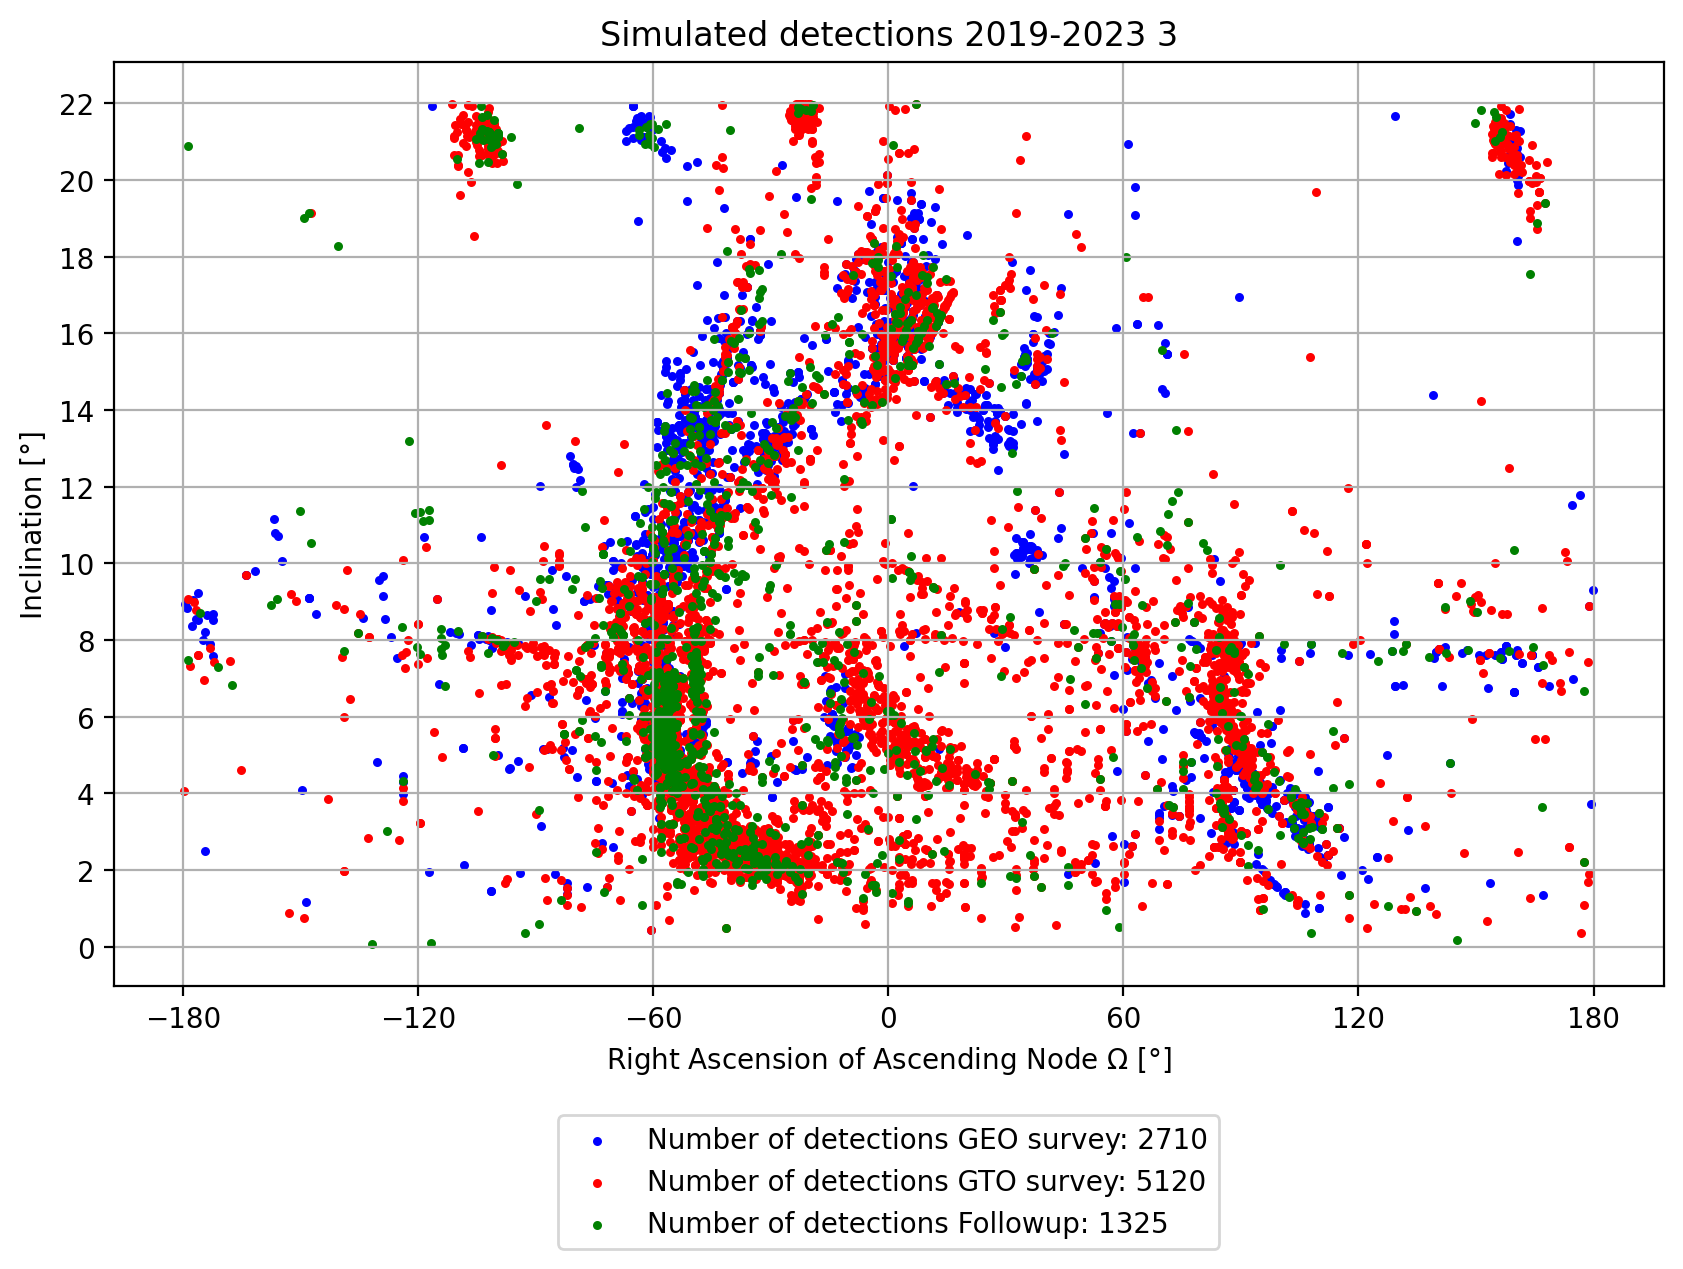 Simulated detections 2019-2023 3
22
20
18
16
14
12
10
8
6
4
2
0
Inclination [°]
−180 −120 −60 0 60 120 180
Right Ascension of Ascending Node Ω [°]
Number of detections GEO survey: 2710
Number of detections GTO survey: 5120
Number of detections Followup: 1325